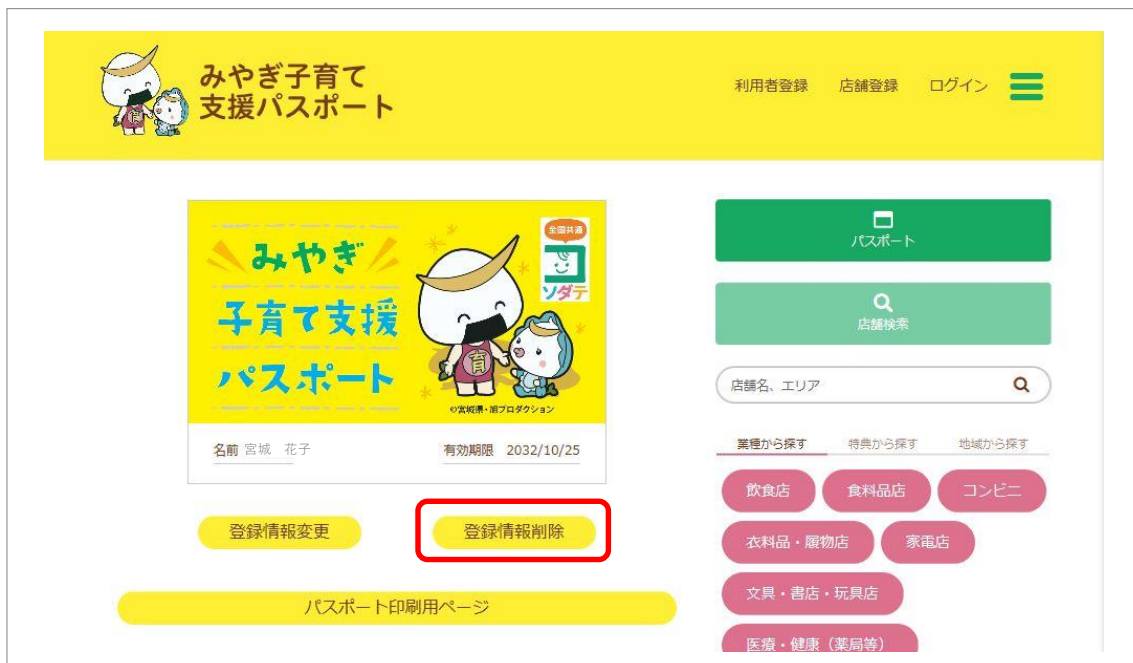 みやぎ子育て
支援パスポート
利用者登録 店舗登録 ログイン
みやぎ
子育て支援
パスポート
全国共通
コ
ソダテ
育
©宮城県・旭プロダクション
名前 宮城 花子
有効期限 2032/10/25
登録情報変更
登録情報削除
パスポート印刷用ページ
パスポート
店舗検索
店舗名、エリア
業種から探す 特典から探す 地域から探す
飲食店 食料品店 コンビニ
衣料品・履物店 家電店
文具・書店・玩具店
医療・健康（薬局等）